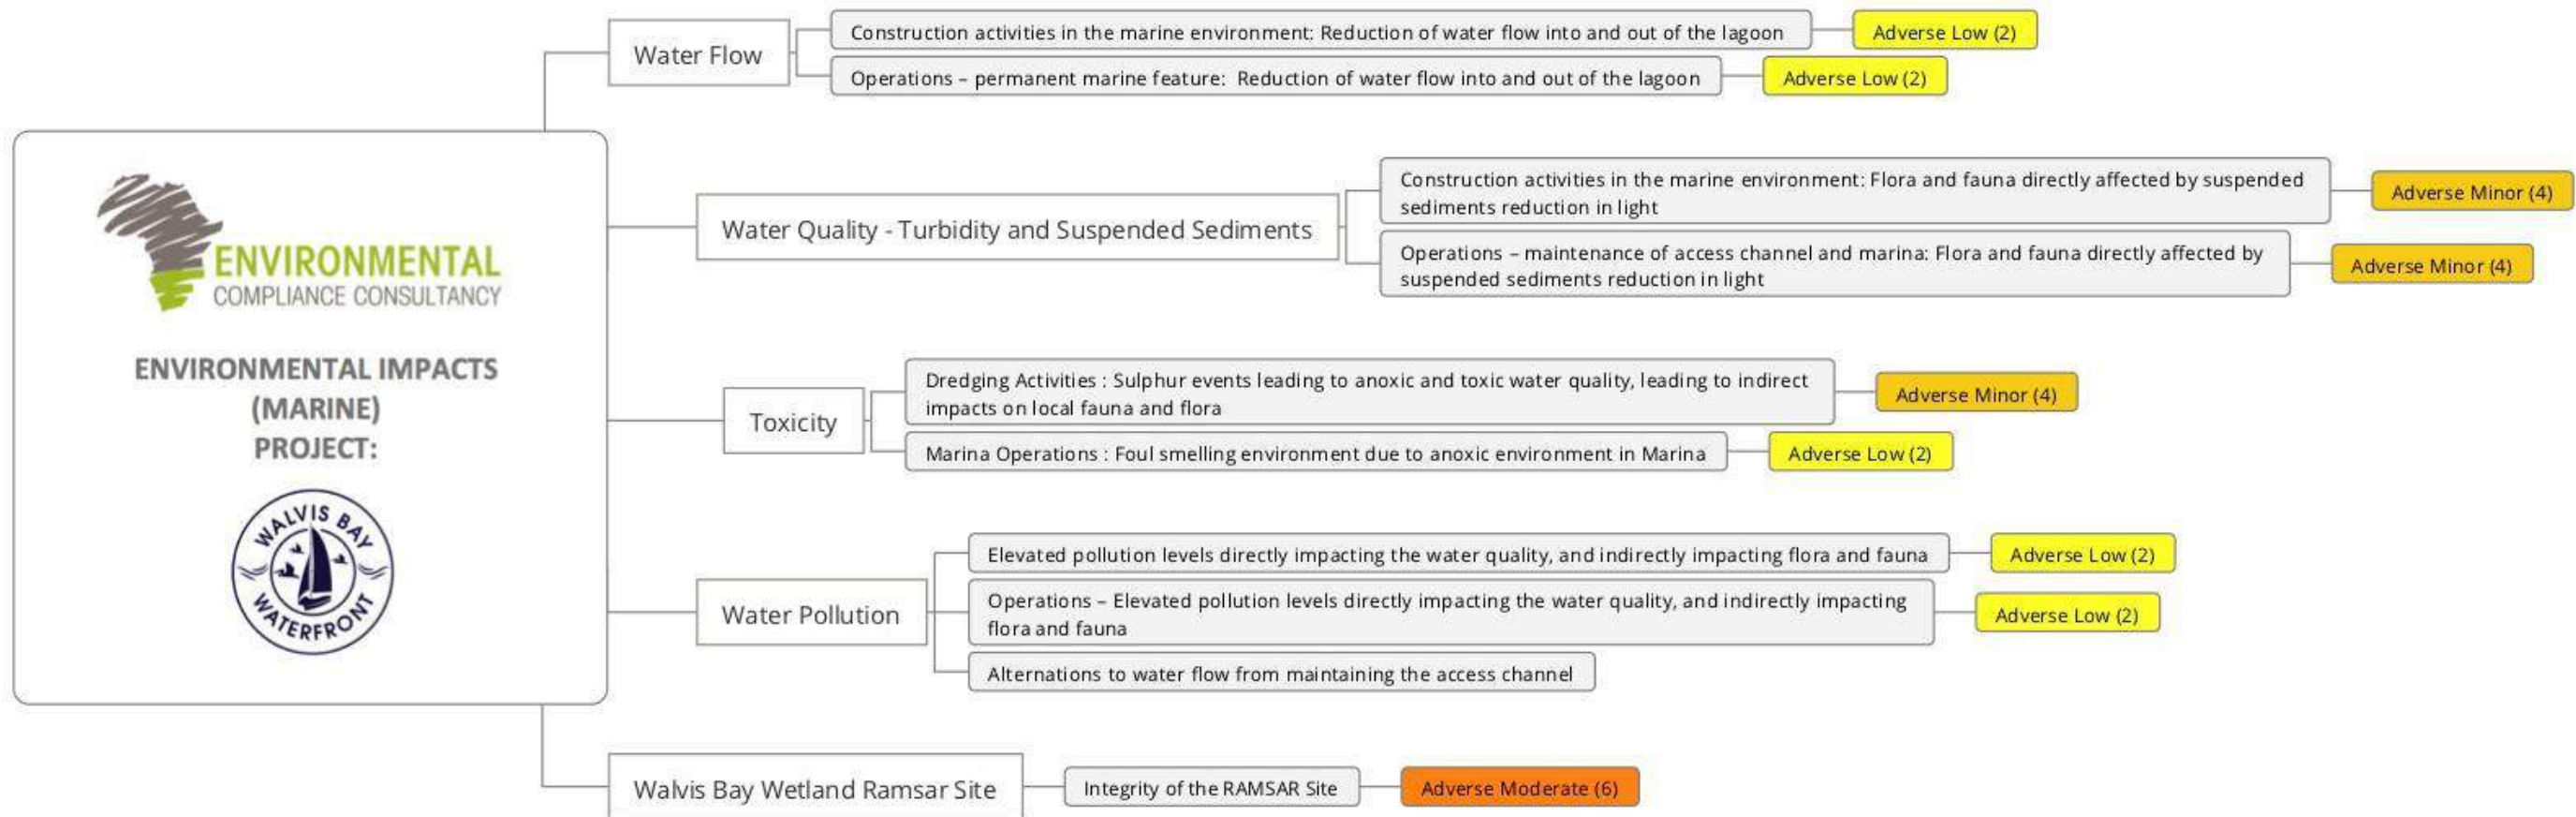 Water Flow
Construction activities in the marine environment: Reduction of water flow into and out of the lagoon
Adverse Low (2)
Operations – permanent marine feature:  Reduction of water flow into and out of the lagoon
Adverse Low (2)
ENVIRONMENTAL
COMPLIANCE CONSULTANCY
ENVIRONMENTAL IMPACTS
(MARINE)
PROJECT:
WALVIS BAY
WATERFRONT
Water Quality - Turbidity and Suspended Sediments
Construction activities in the marine environment: Flora and fauna directly affected by suspended
sediments reduction in light
Adverse Minor (4)
Operations – maintenance of access channel and marina: Flora and fauna directly affected by
suspended sediments reduction in light
Adverse Minor (4)
Toxicity
Dredging Activities : Sulphur events leading to anoxic and toxic water quality, leading to indirect
impacts on local fauna and flora
Adverse Minor (4)
Marina Operations : Foul smelling environment due to anoxic environment in Marina
Adverse Low (2)
Water Pollution
Elevated pollution levels directly impacting the water quality, and indirectly impacting flora and fauna
Adverse Low (2)
Operations – Elevated pollution levels directly impacting the water quality, and indirectly impacting
flora and fauna
Adverse Low (2)
Alternations to water flow from maintaining the access channel
Walvis Bay Wetland Ramsar Site
Integrity of the RAMSAR Site
Adverse Moderate (6)